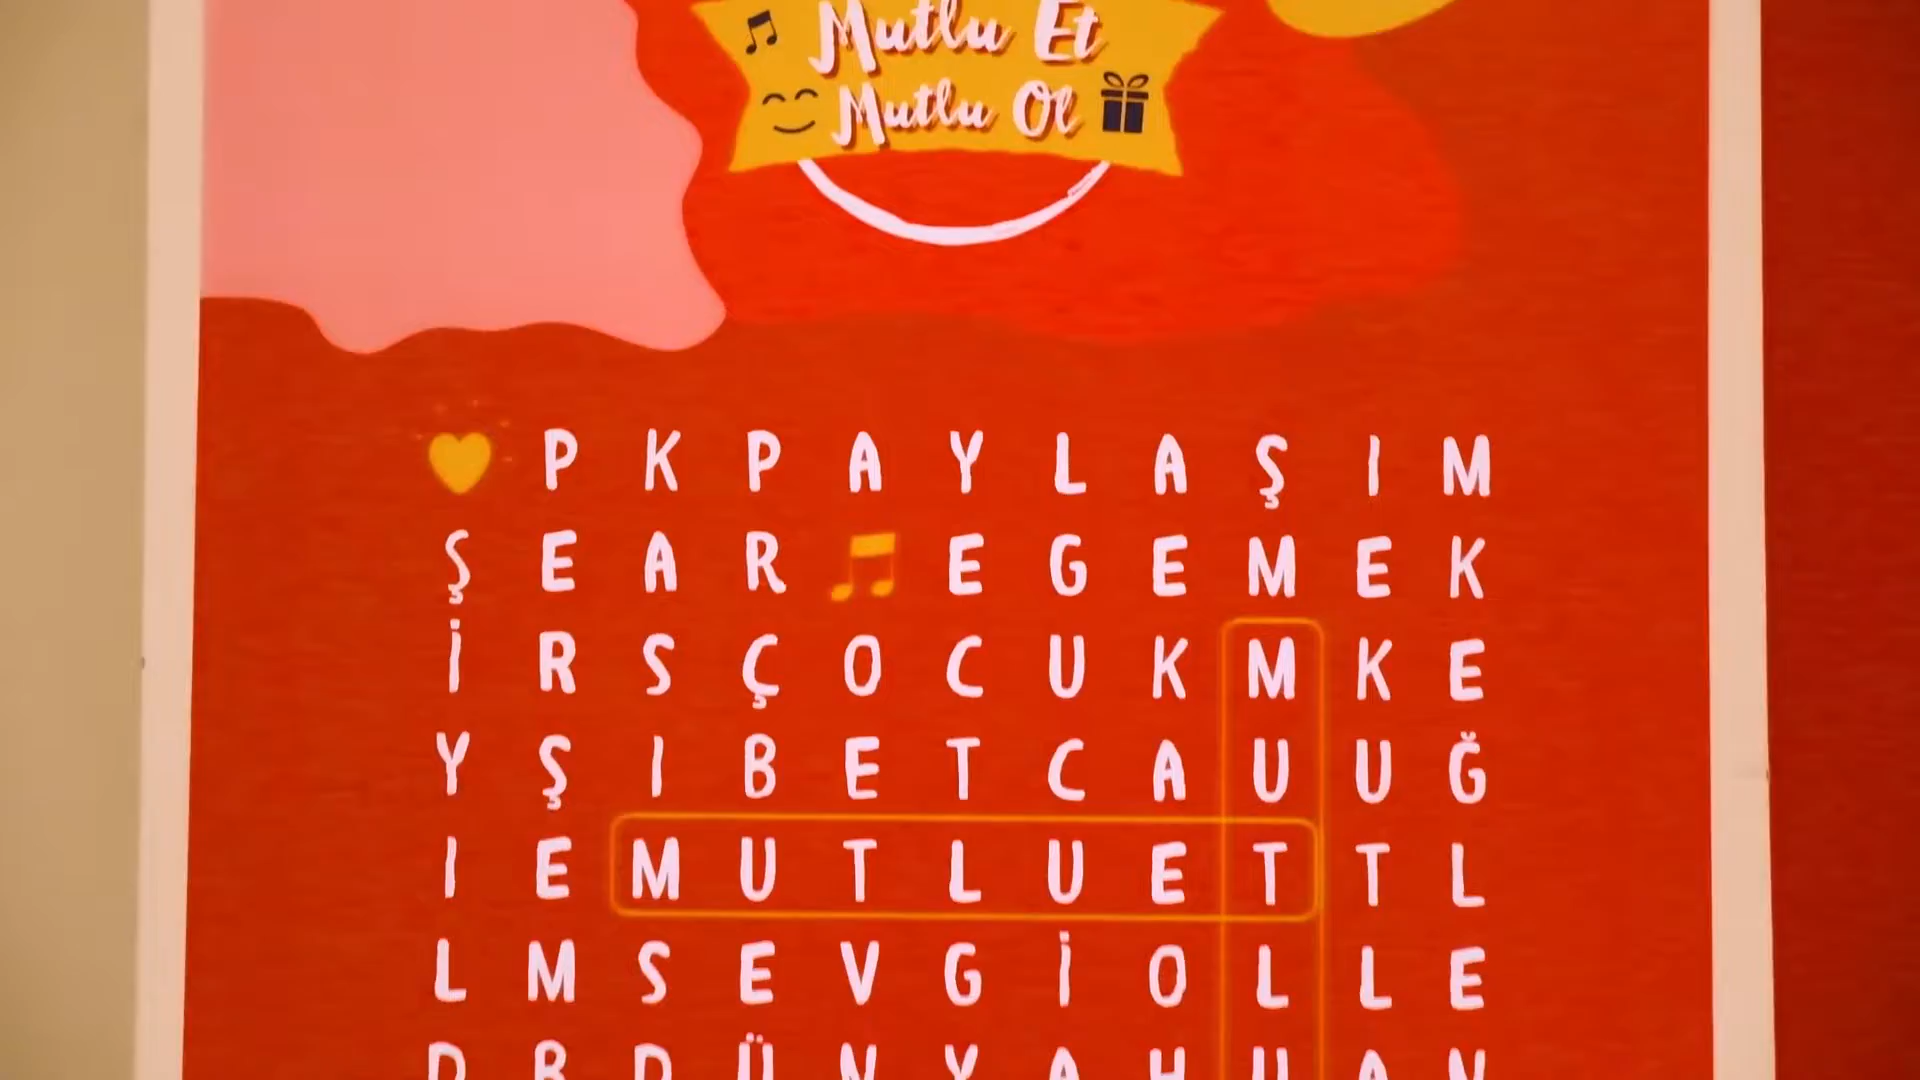 Mutlu Et
Mutlu Ol
P K P A Y L A Ş I M
Ş E A R E G E M E K
İ R S Ç O C U K M K E
Y Ş I B E T C A U U Ğ
I E M U T L U E T T L
L M S E V G İ O L L E